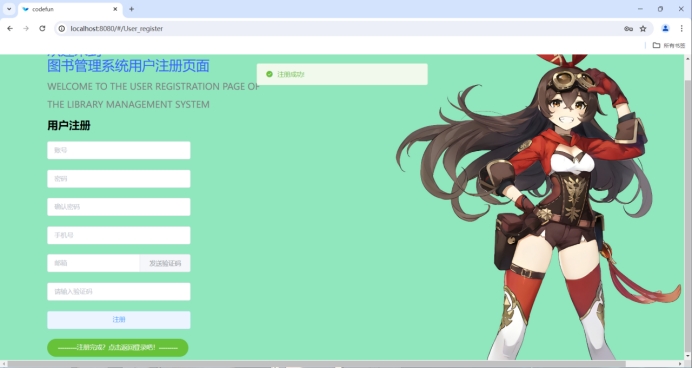 codefun
localhost:8080/#/User_register
所有书签
图书管理系统用户注册页面
注册成功!
WELCOME TO THE USER REGISTRATION PAGE OF
THE LIBRARY MANAGEMENT SYSTEM
用户注册
账号
密码
确认密码
手机号
邮箱
发送验证码
请输入验证码
注册
———注册完成? 点击返回登录吧! ———